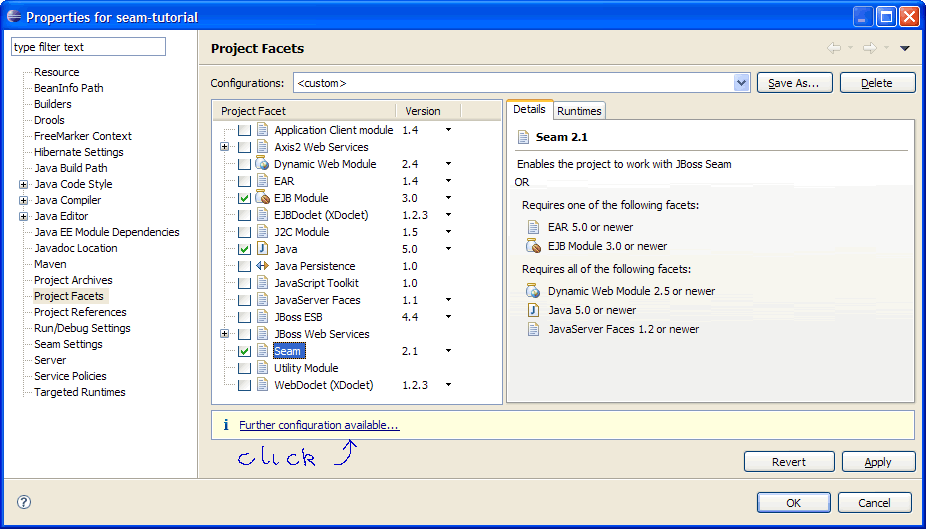 Properties for seam-tutorial
type filter text
Resource
BeanInfo Path
Builders
Drools
FreeMarker Context
Hibernate Settings
Java Build Path
Java Code Style
Java Compiler
Java Editor
Java EE Module Dependencies
Javadoc Location
Maven
Project Archives
Project Facets
Project References
Run/Debug Settings
Seam Settings
Server
Service Policies
Targeted Runtimes
Project Facets
Configurations: <custom> Save As... Delete
Project Facet Version
Application Client module 1.4
Axis2 Web Services
Dynamic Web Module 2.4
EAR 1.4
EJB Module 3.0
EJBDoclet (XDoclet) 1.2.3
J2C Module 1.5
Java 5.0
Java Persistence 1.0
JavaScript Toolkit 1.0
JavaServer Faces 1.1
JBoss ESB 4.4
JBoss Web Services
Seam 2.1
Utility Module
WebDoclet (XDoclet) 1.2.3
Details Runtimes
Seam 2.1
Enables the project to work with JBoss Seam
OR
Requires one of the following facets:
EAR 5.0 or newer
EJB Module 3.0 or newer
Requires all of the following facets:
Dynamic Web Module 2.5 or newer
Java 5.0 or newer
JavaServer Faces 1.2 or newer
i Further configuration available...
click
Revert Apply
? OK Cancel